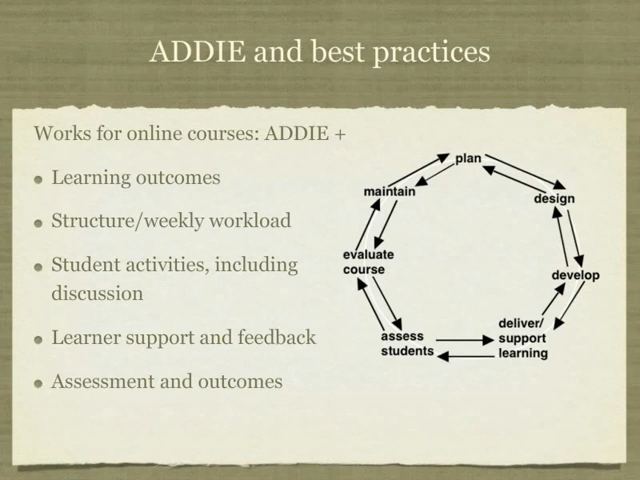 ADDIE and best practices
Works for online courses: ADDIE +
Learning outcomes
Structure/weekly workload
Student activities, including
discussion
Learner support and feedback
Assessment and outcomes
plan
maintain
design
evaluate
course
develop
deliver/
support
learning
assess
students